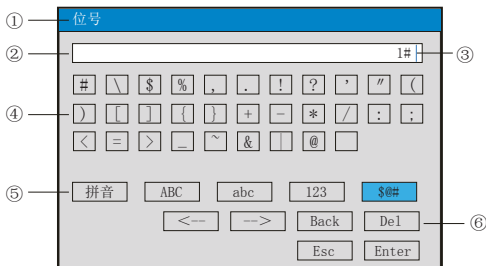 ① 位号
② 1# ③
# \ $ % , . ! ? ’ ″ (
④ ) [ ] { } + - * / : ;
< = > _ ~ & | @
⑤ 拼音 ABC abc 123 $@#
<-- --> Back Del ⑥
Esc Enter